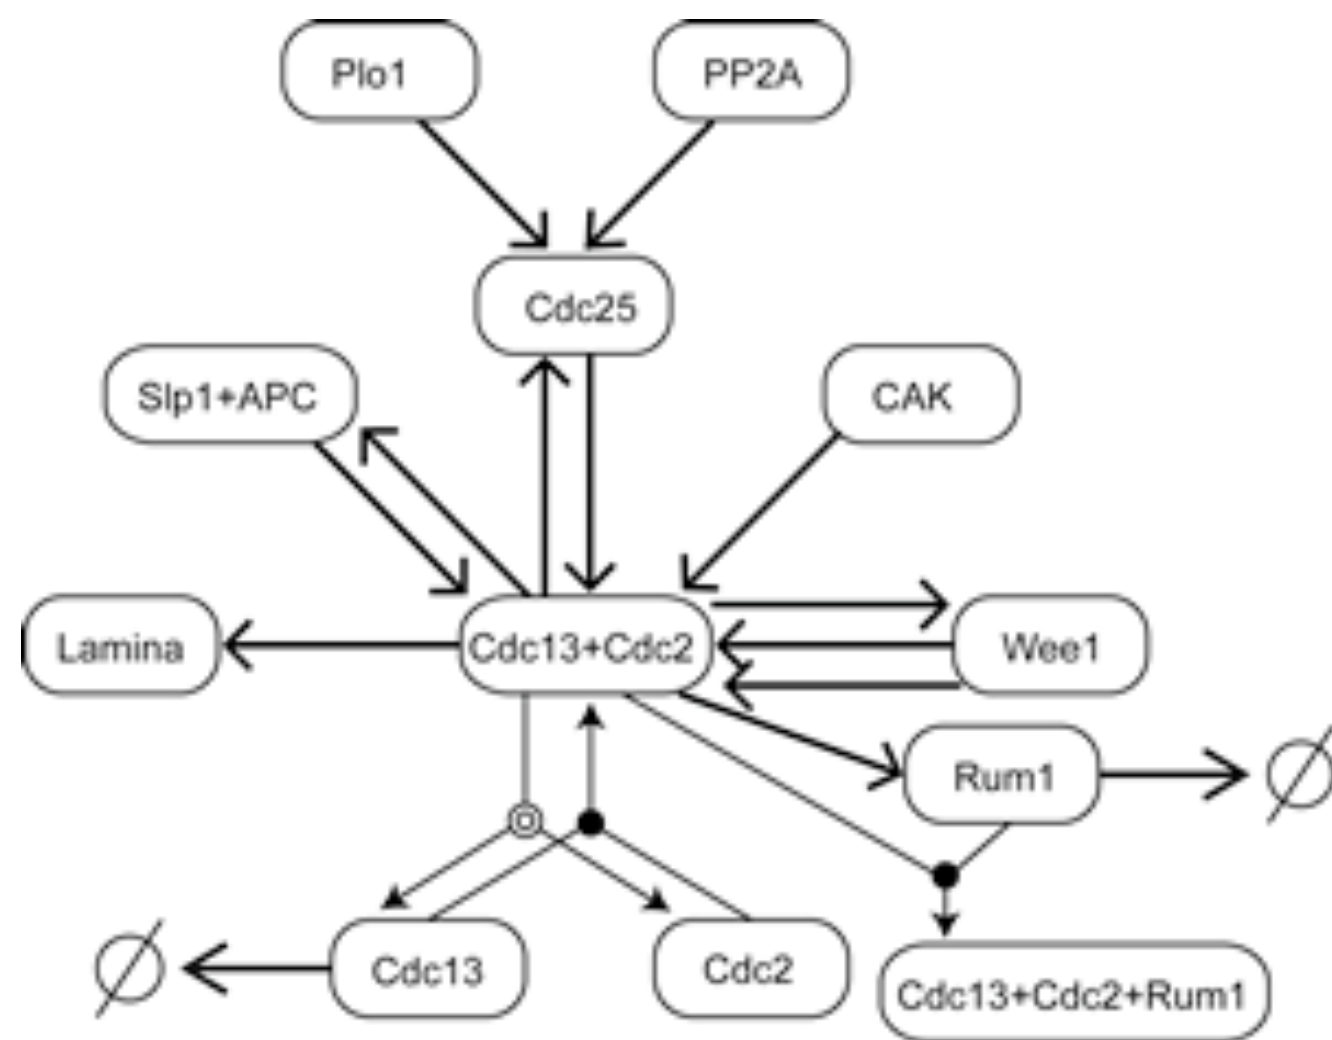 Plo1
PP2A
Cdc25
Slp1+APC
CAK
Lamina
Cdc13+Cdc2
Wee1
Rum1
Cdc13
Cdc2
Cdc13+Cdc2+Rum1